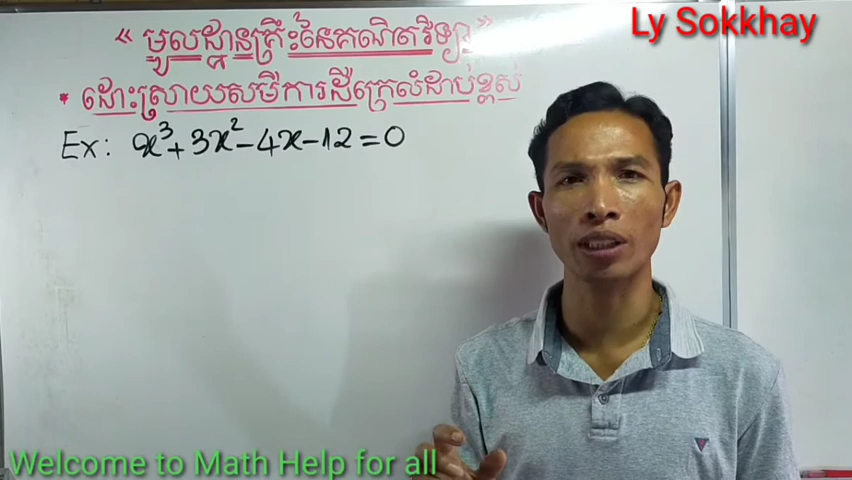 Ly Sokkhay
« មូលដ្ឋានគ្រឹះនៃគណិតវិទ្យា »
* ដោះស្រាយសមីការដឺក្រេលំដាប់ខ្ពស់
Ex: x³+3x²-4x-12=0
Welcome to Math Help for all